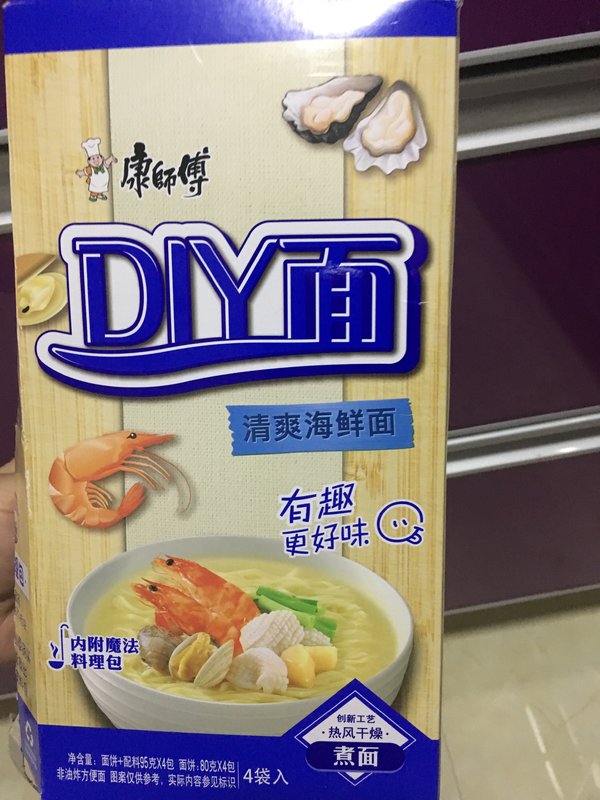 康師傅
DIY面
清爽海鲜面
有趣
更好味
内附魔法
料理包
创新工艺
·热风干燥·
煮面
净含量：面饼+配料95克X4包 面饼:80克X4包
非油炸方便面 图案仅供参考，实际内容参见标识
4袋入